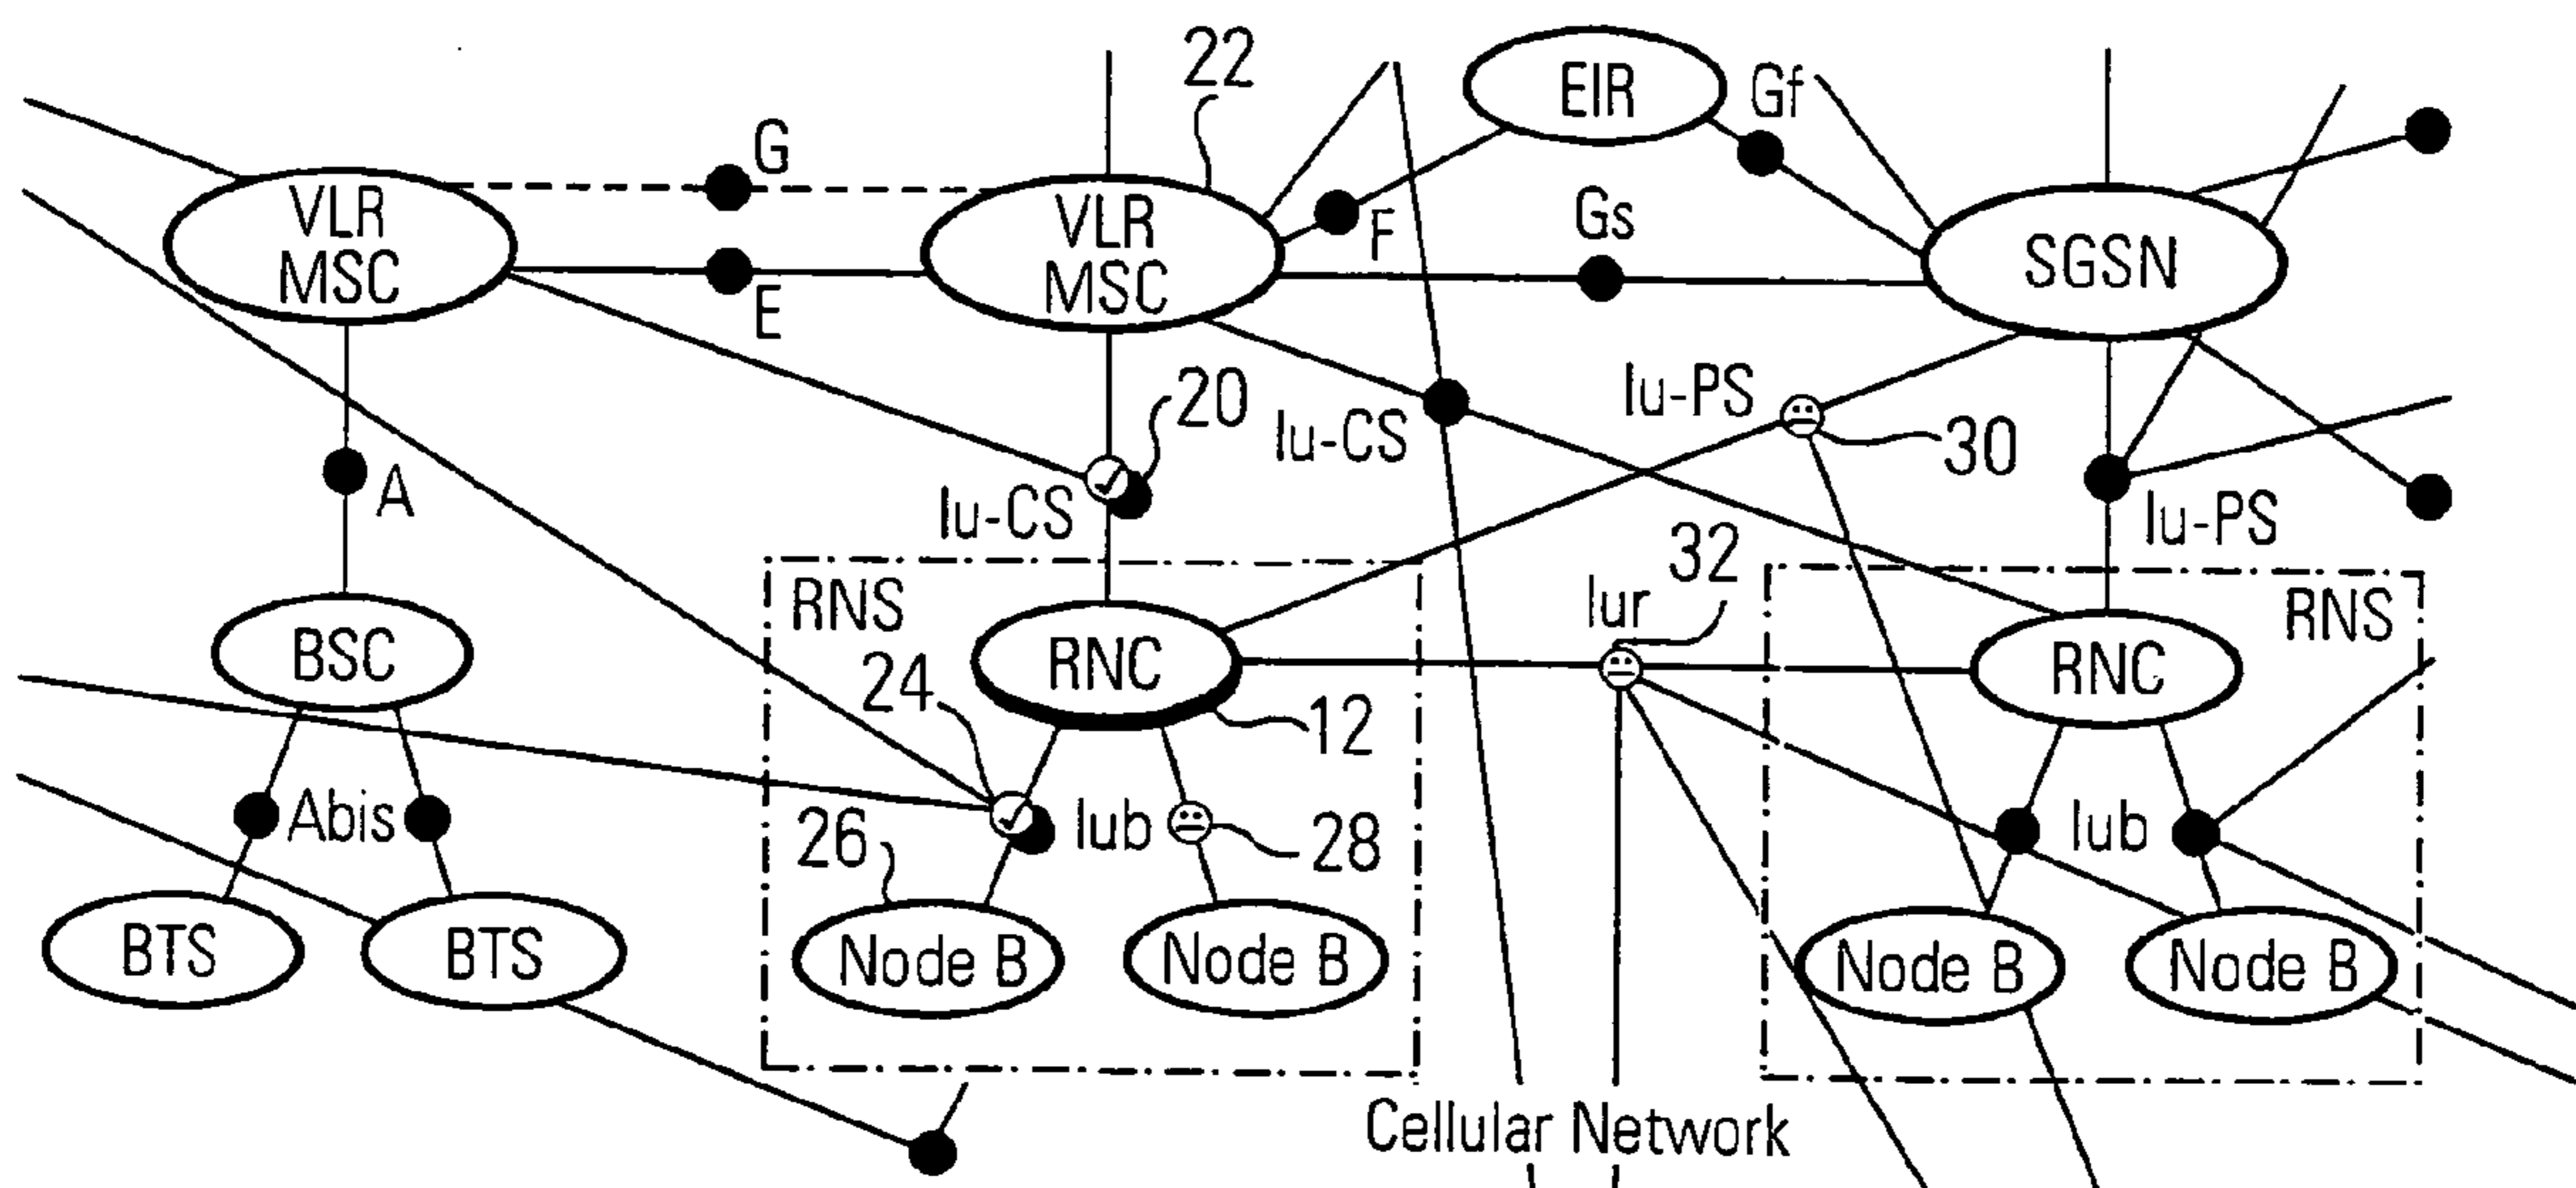 22
EIR
Gf
G
VLR
MSC
VLR
MSC
F
Gs
SGSN
E
20
Iu-CS
Iu-CS
Iu-PS
30
A
Iu-PS
32
RNS
Iur
RNS
BSC
24
RNC
12
RNC
Abis
26
Iub
28
Iub
BTS
BTS
Node B
Node B
Node B
Node B
Cellular Network